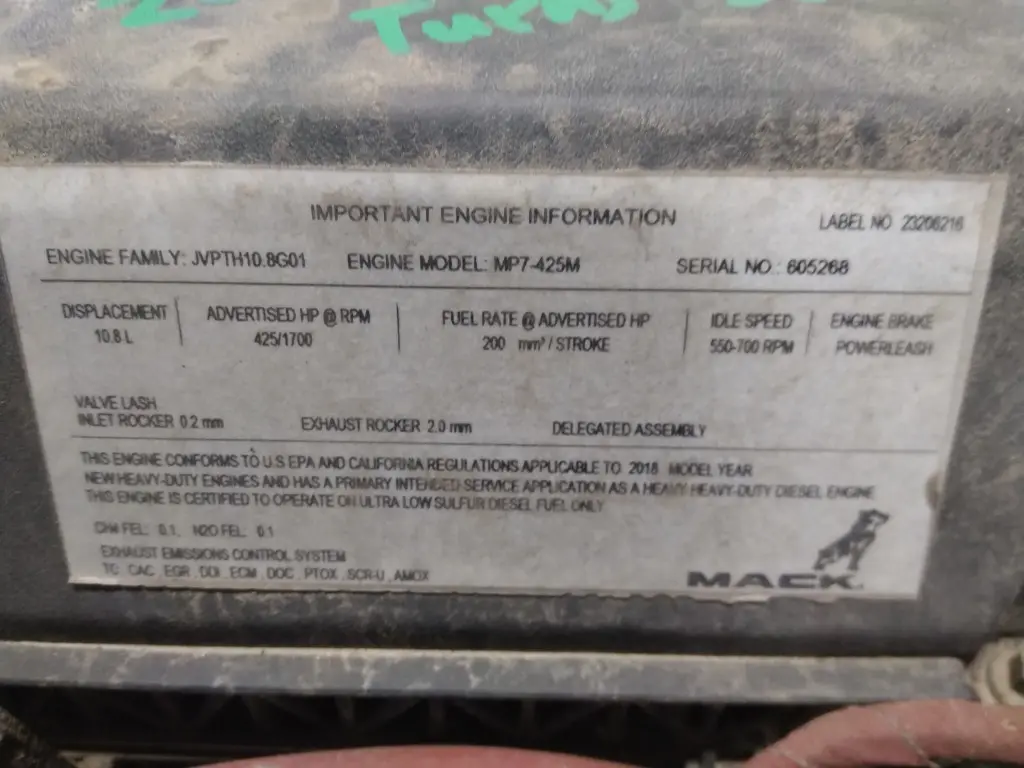 Turns
IMPORTANT ENGINE INFORMATION
LABEL NO 23206216
ENGINE FAMILY: JVPTH10.8G01 ENGINE MODEL: MP7-425M SERIAL NO : 605268
DISPLACEMENT ADVERTISED HP @ RPM FUEL RATE @ ADVERTISED HP IDLE SPEED ENGINE BRAKE
10.8 L 425/1700 200 mm³ / STROKE 550-700 RPM POWERLEASH
VALVE LASH
INLET ROCKER 0.2 mm EXHAUST ROCKER 2.0 mm DELEGATED ASSEMBLY
THIS ENGINE CONFORMS TO U.S EPA AND CALIFORNIA REGULATIONS APPLICABLE TO 2018 MODEL YEAR
NEW HEAVY-DUTY ENGINES AND HAS A PRIMARY INTENDED SERVICE APPLICATION AS A HEAVY HEAVY-DUTY DIESEL ENGINE
THIS ENGINE IS CERTIFIED TO OPERATE ON ULTRA LOW SULFUR DIESEL FUEL ONLY
CH4 FEL: 0.1, N2O FEL: 0.1
EXHAUST EMISSIONS CONTROL SYSTEM
TC, CAC, EGR, DDI, ECM, DOC, PTOX, SCR-U, AMOX
MACK.